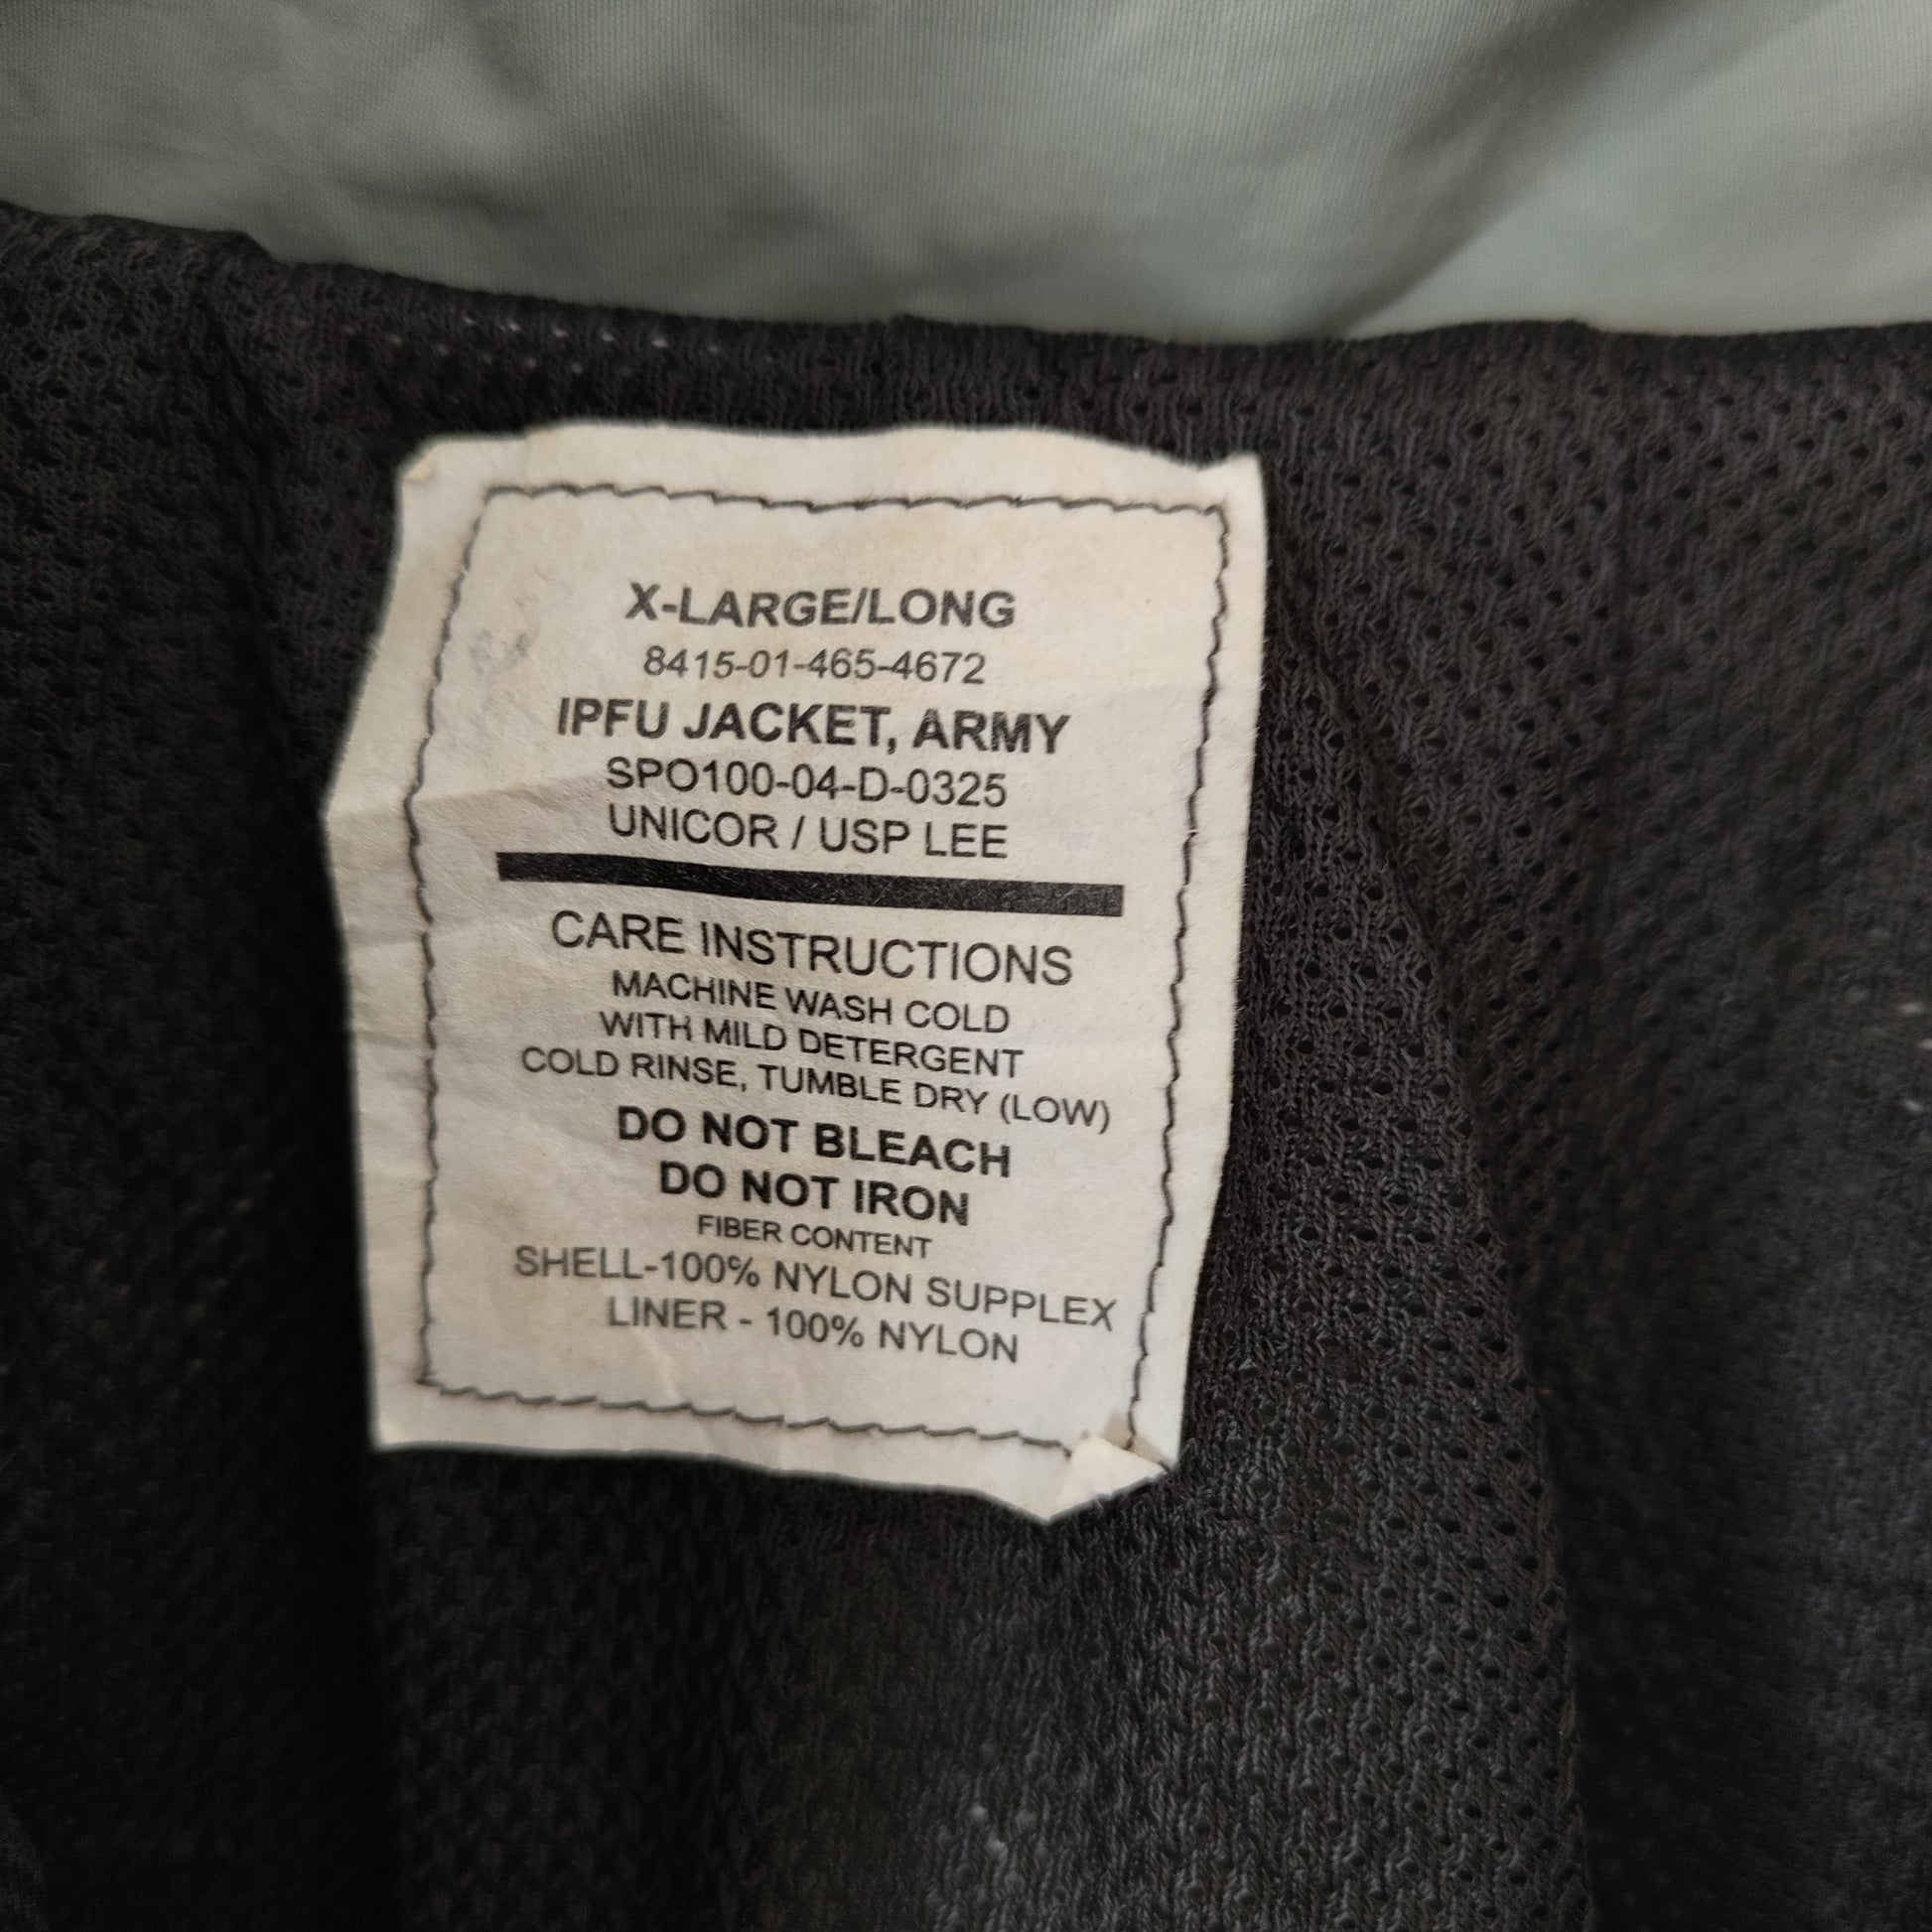 X-LARGE/LONG
8415-01-465-4672
IPFU JACKET, ARMY
SPO100-04-D-0325
UNICOR / USP LEE
CARE INSTRUCTIONS
MACHINE WASH COLD
WITH MILD DETERGENT
COLD RINSE, TUMBLE DRY (LOW)
DO NOT BLEACH
DO NOT IRON
FIBER CONTENT
SHELL-100% NYLON SUPPLEX
LINER - 100% NYLON